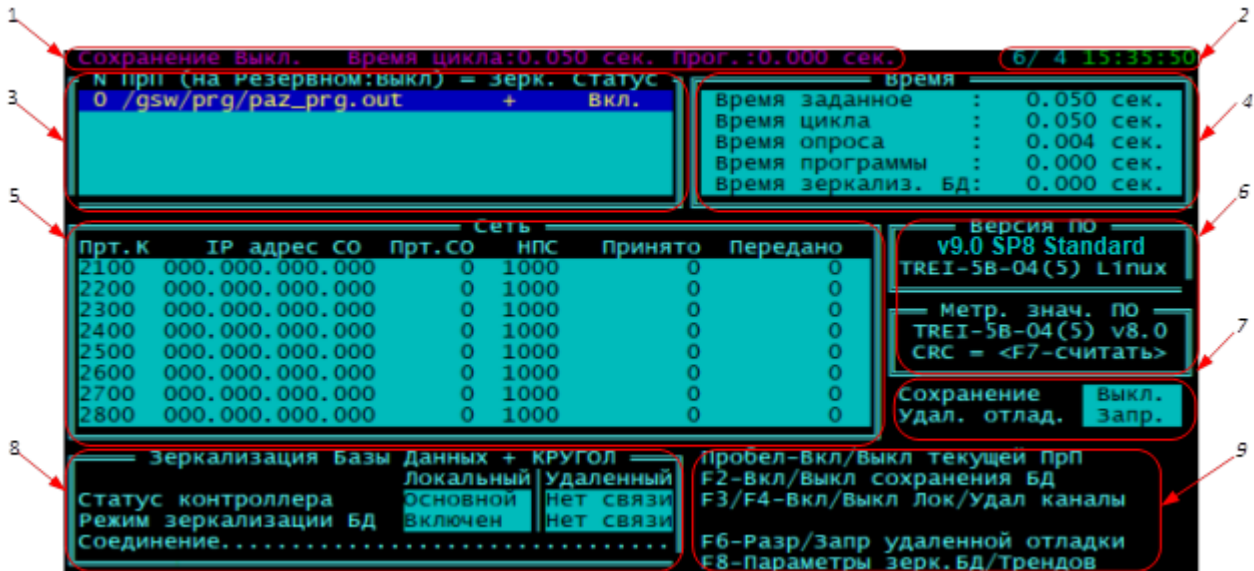 1
2
Сохранение Выкл. Время цикла:0.050 сек. Прог.:0.000 сек. 6/ 4 15:35:50
3
N ПрП (на Резервном:Выкл) = Зерк. Статус
0 /gsw/prg/paz_prg.out + Вкл.
Время
Время заданное : 0.050 сек.
Время цикла : 0.050 сек.
Время опроса : 0.004 сек.
Время программы : 0.000 сек.
Время зеркализ. БД: 0.000 сек.
4
5
Сеть
Прт.К IP адрес СО Прт.СО НПС Принято Передано
2100 000.000.000.000 0 1000 0 0
2200 000.000.000.000 0 1000 0 0
2300 000.000.000.000 0 1000 0 0
2400 000.000.000.000 0 1000 0 0
2500 000.000.000.000 0 1000 0 0
2600 000.000.000.000 0 1000 0 0
2700 000.000.000.000 0 1000 0 0
2800 000.000.000.000 0 1000 0 0
6
Версия ПО
v9.0 SP8 Standard
TREI-5B-04(5) Linux
Метр. знач. ПО
TREI-5B-04(5) v8.0
CRC = <F7-считать>
7
Сохранение Выкл.
Удал. отлад. Запр.
8
Зеркализация Базы Данных + КРУГОЛ
Локальный Удаленный
Статус контроллера Основной Нет связи
Режим зеркализации БД Включен Нет связи
Соединение..................................
9
Пробел-Вкл/Выкл текущей ПрП
F2-Вкл/Выкл сохранения БД
F3/F4-Вкл/Выкл Лок/Удал каналы
F6-Разр/Запр удаленной отладки
F8-Параметры зерк.БД/Трендов